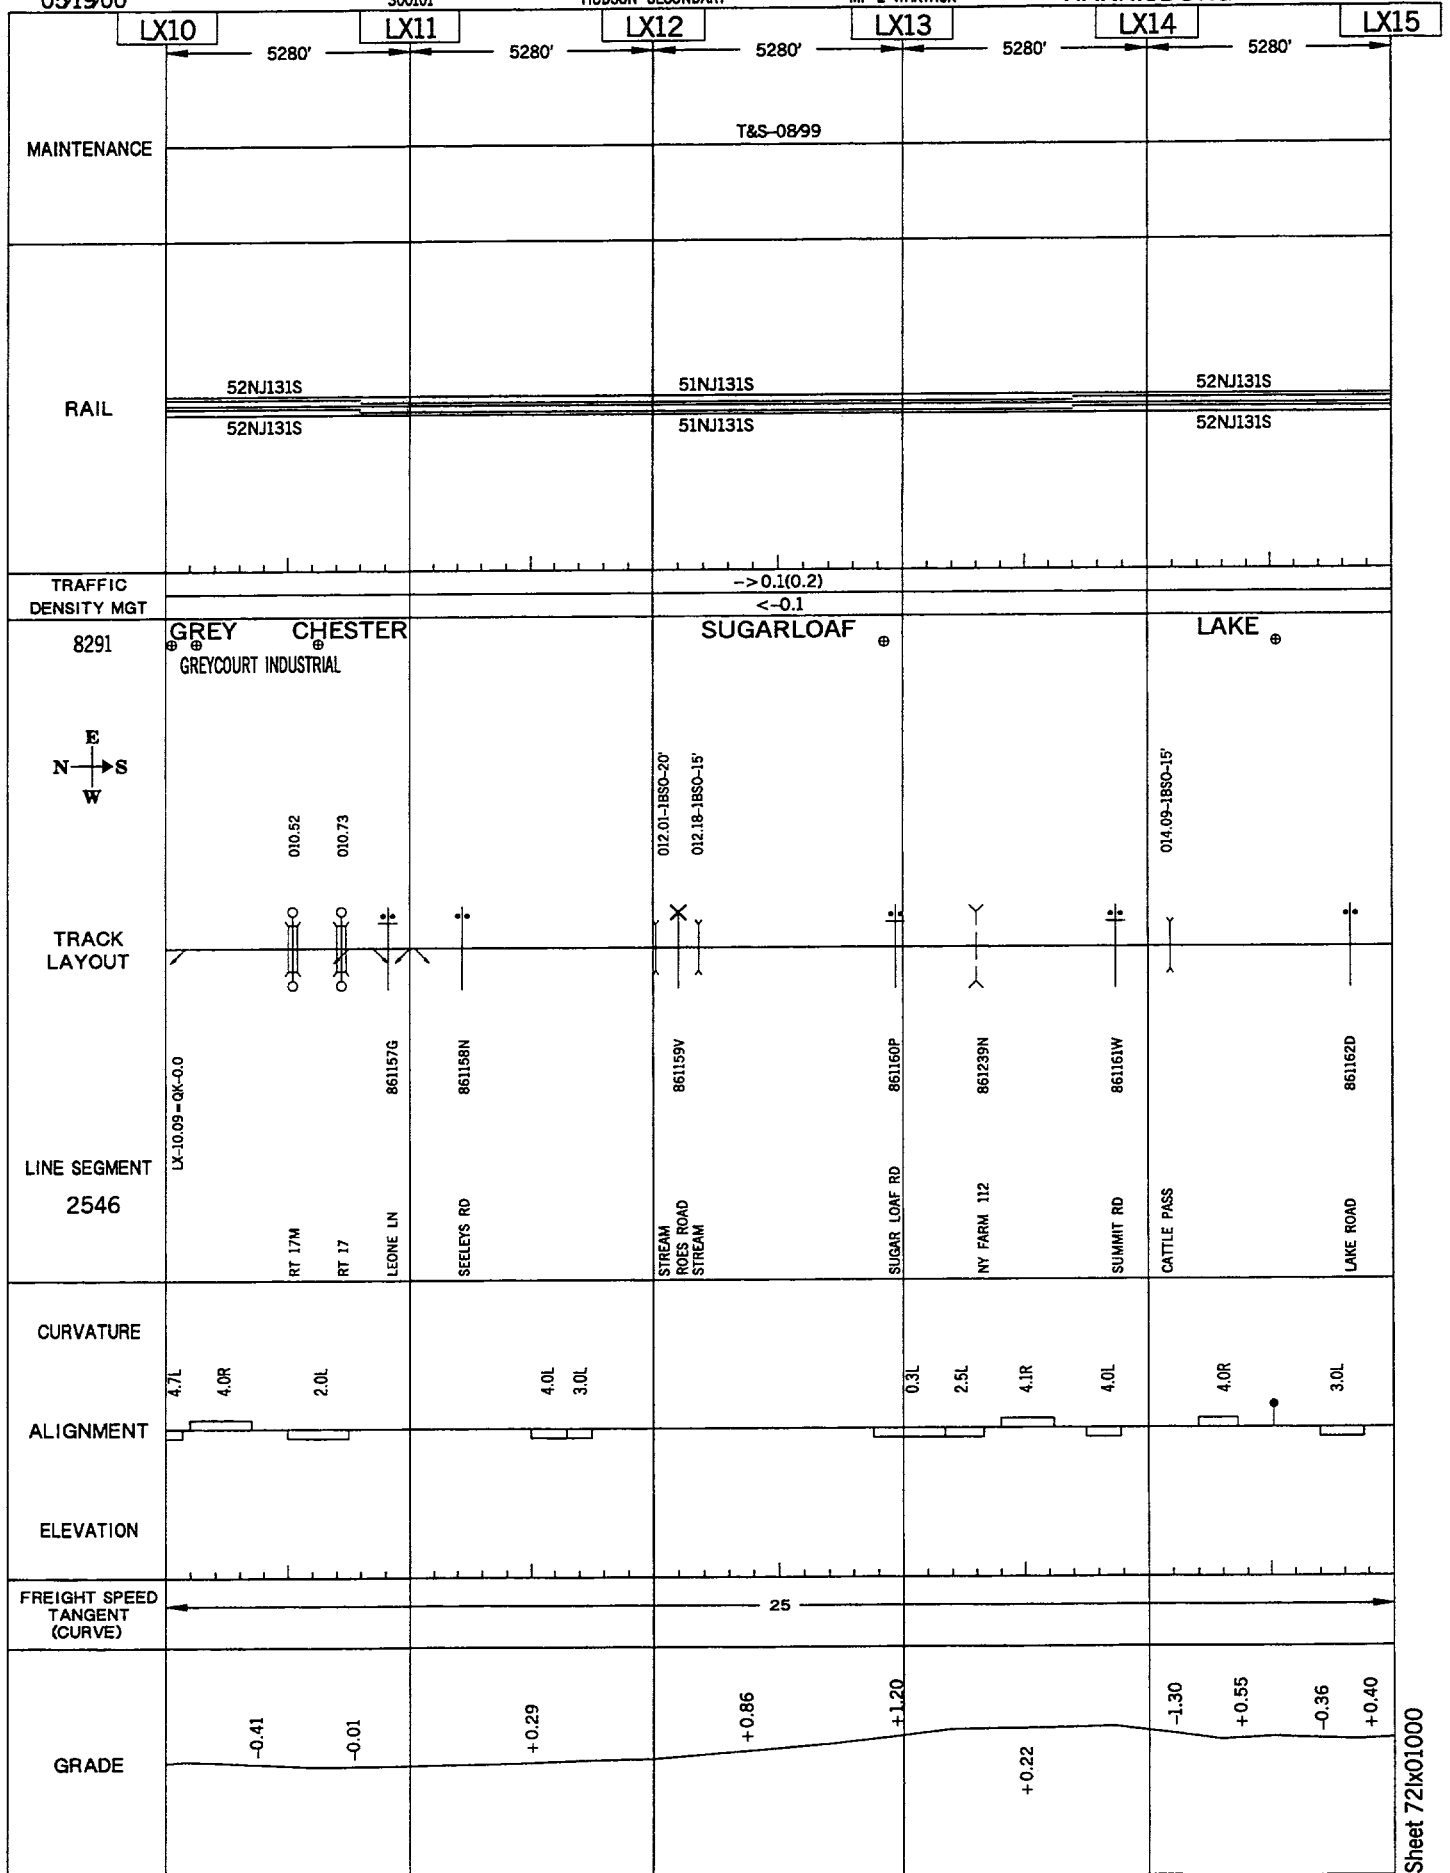 05/19/00
LX10 LX11 LX12 LX13 LX14 LX15
5280' 5280' 5280' 5280' 5280'
MAINTENANCE
T&S-08/99
RAIL
52NJ131S 51NJ131S 52NJ131S
52NJ131S 51NJ131S 52NJ131S
TRAFFIC
DENSITY MGT
->0.1(0.2)
<-0.1
8291
GREY CHESTER SUGARLOAF LAKE
GREYCOURT INDUSTRIAL
E
N S
W
010.52
010.73
012.01-1BSO-20'
012.18-1BSO-15'
014.09-1BSO-15'
TRACK
LAYOUT
LX-10.09=QK-0.0
861157G
861158N
861159V
861160P
861239N
861161W
861162D
LINE SEGMENT
2546
RT 17M
RT 17
LEONE LN
SEELEYS RD
STREAM
ROES ROAD
STREAM
SUGAR LOAF RD
NY FARM 112
SUMMIT RD
CATTLE PASS
LAKE ROAD
CURVATURE
4.7L 4.0R 2.0L 4.0L 3.0L 0.3L 2.5L 4.1R 4.0L 4.0R 3.0L
ALIGNMENT
ELEVATION
FREIGHT SPEED
TANGENT
(CURVE)
25
GRADE
-0.41 -0.01 +0.29 +0.86 +1.20 +0.22 -1.30 +0.55 -0.36 +0.40
Sheet 72lx01000